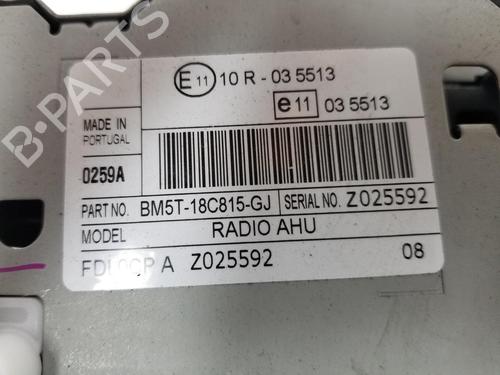 B-PARTS
E11 10 R - 03 5513
e11 03 5513
MADE IN
PORTUGAL
0259A
PART NO. BM5T-18C815-GJ SERIAL NO. Z025592
MODEL RADIO AHU
A Z025592 08